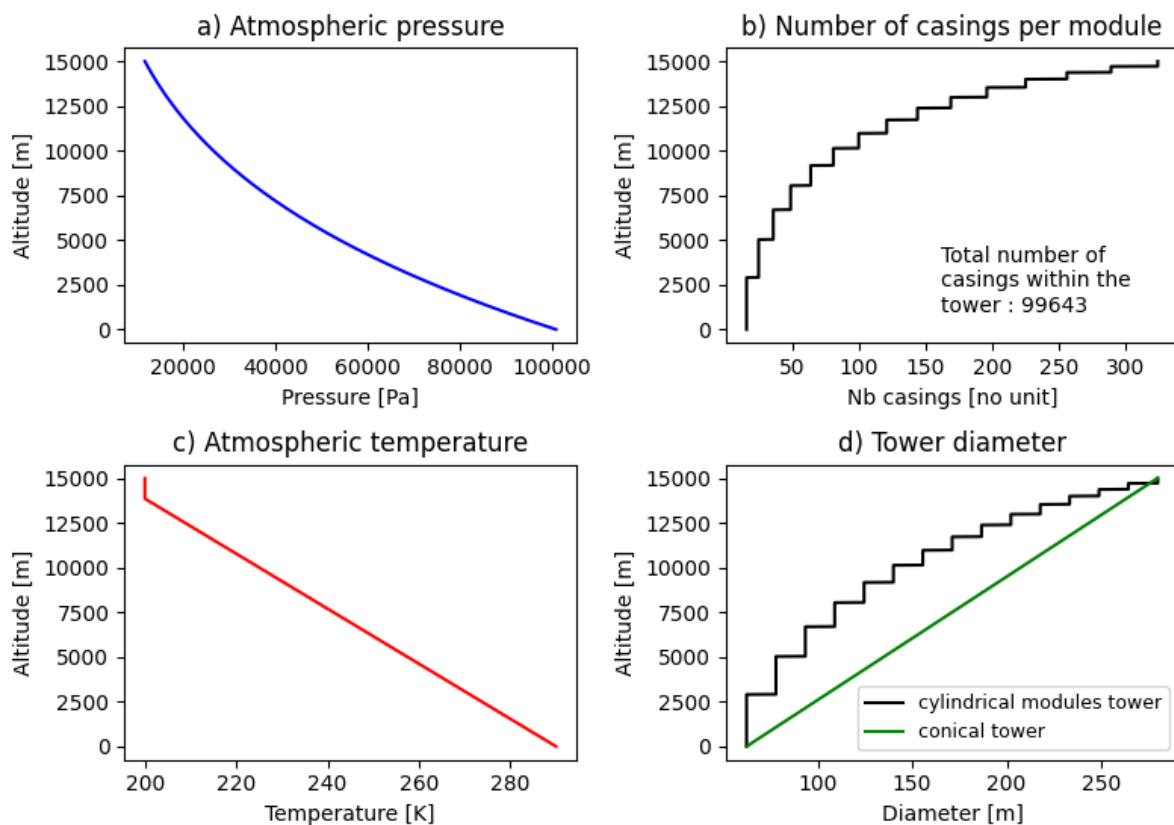 a) Atmospheric pressure
15000
12500
10000
7500
5000
2500
0
Altitude [m]
20000 40000 60000 80000 100000
Pressure [Pa]
b) Number of casings per module
15000
12500
10000
7500
5000
2500
0
Altitude [m]
Total number of
casings within the
tower : 99643
50 100 150 200 250 300
Nb casings [no unit]
c) Atmospheric temperature
15000
12500
10000
7500
5000
2500
0
Altitude [m]
200 220 240 260 280
Temperature [K]
d) Tower diameter
15000
12500
10000
7500
5000
2500
0
Altitude [m]
cylindrical modules tower
conical tower
100 150 200 250
Diameter [m]